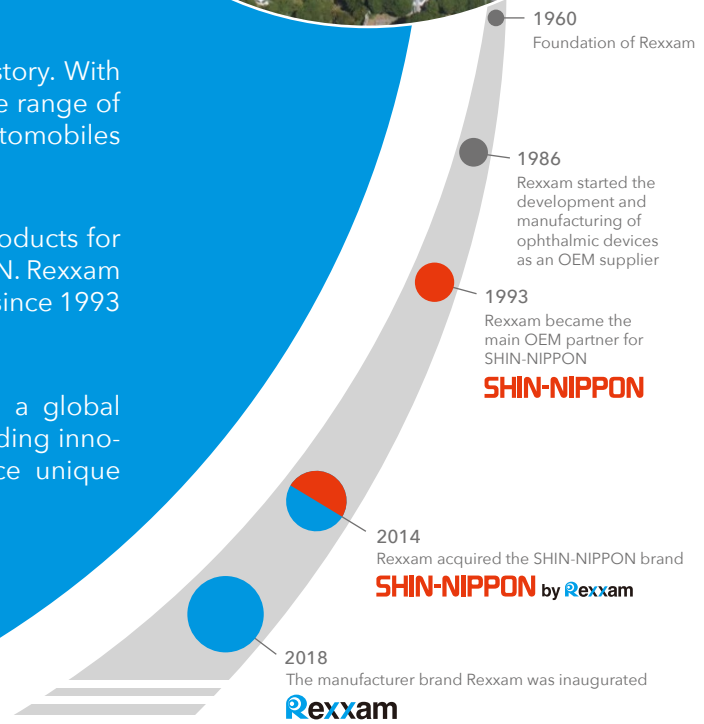 story. With
e range of
tomobiles
oducts for
N. Rexxam
since 1993
a global
ding inno-
ce unique
1960
Foundation of Rexxam
1986
Rexxam started the
development and
manufacturing of
ophthalmic devices
as an OEM supplier
1993
Rexxam became the
main OEM partner for
SHIN-NIPPON
SHIN-NIPPON
2014
Rexxam acquired the SHIN-NIPPON brand
SHIN-NIPPON by Rexxam
2018
The manufacturer brand Rexxam was inaugurated
Rexxam